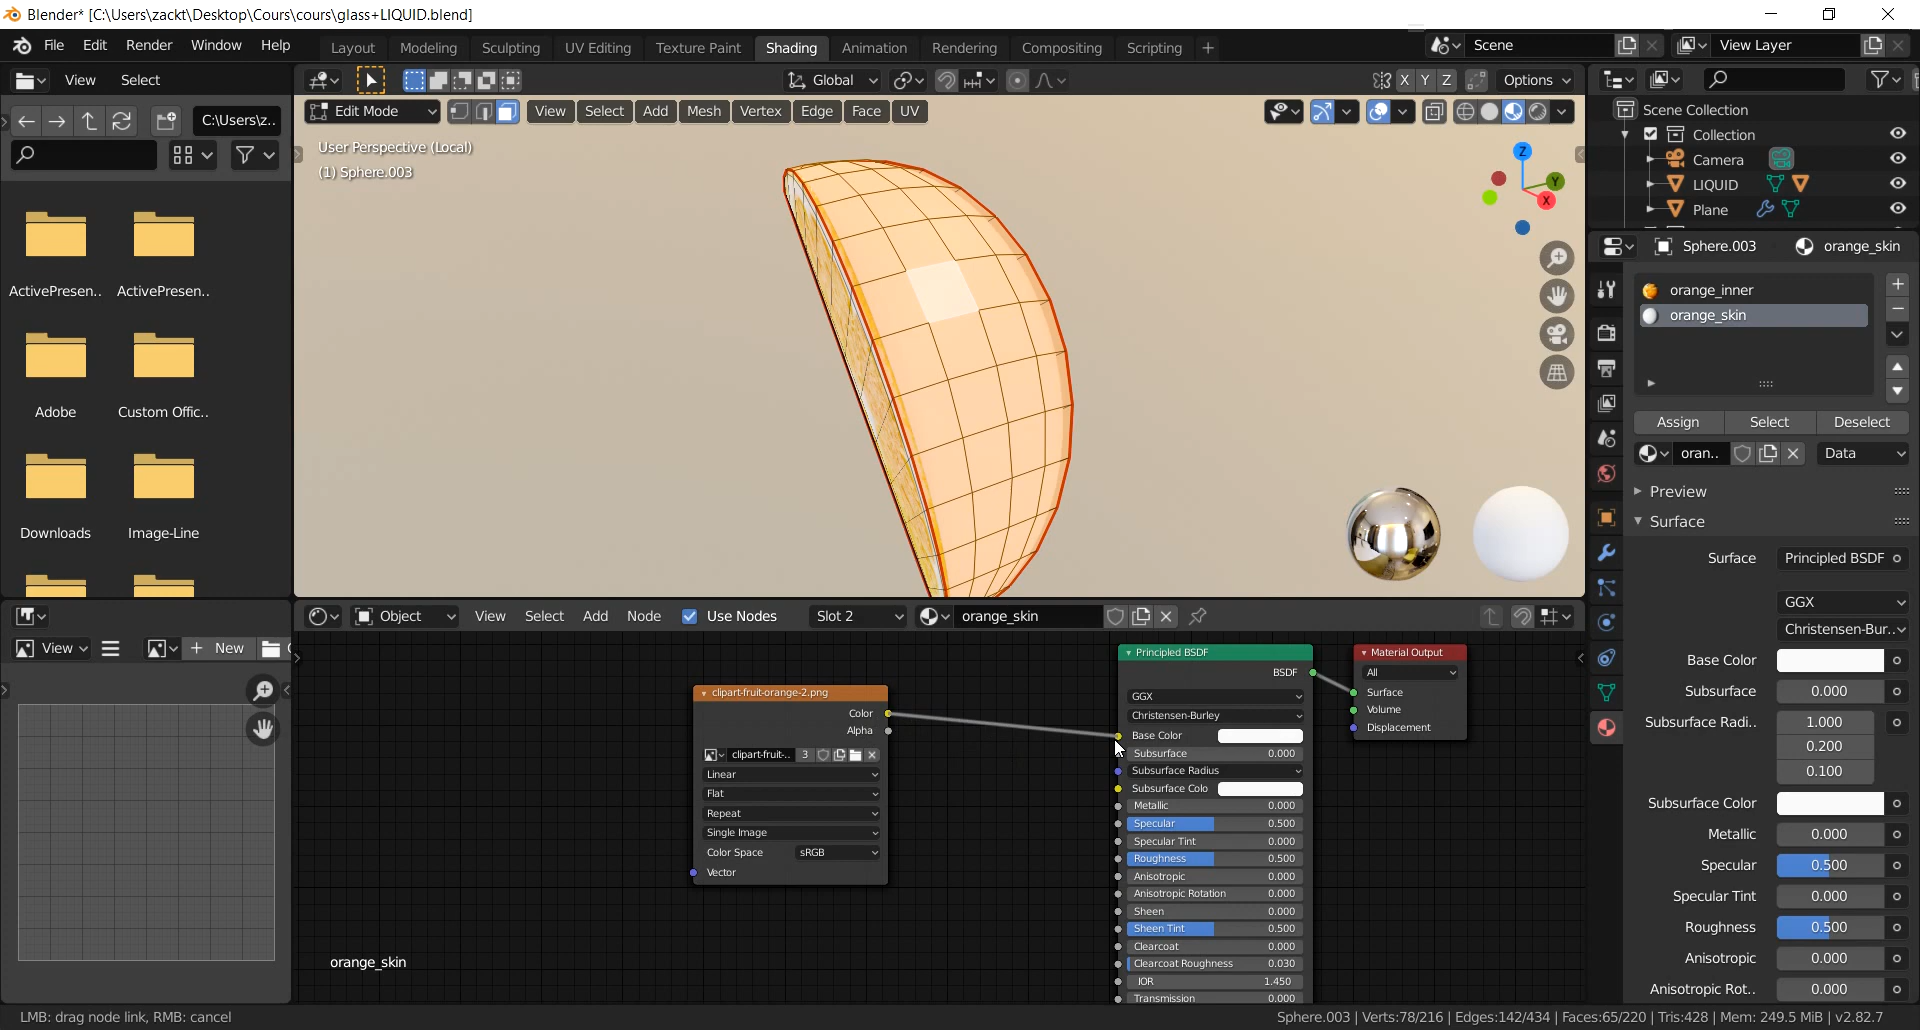 Blender* [C:\Users\zackt\Desktop\Cours\cours\glass+LIQUID.blend]
File Edit Render Window Help
Layout Modeling Sculpting UV Editing Texture Paint Shading Animation Rendering Compositing Scripting +
Scene
View Layer
View Select
Global
X Y Z
Options
C:\Users\z..
Edit Mode
View Select Add Mesh Vertex Edge Face UV
User Perspective (Local)
(1) Sphere.003
Z
Y
X
Scene Collection
Collection
Camera
LIQUID
Plane
Sphere.003
orange_skin
orange_inner
orange_skin
Assign Select Deselect
oran..
Data
Preview
Surface
Surface Principled BSDF
GGX
Christensen-Bur..
Base Color
Subsurface 0.000
Subsurface Radi.. 1.000
0.200
0.100
Subsurface Color
Metallic 0.000
Specular 0.500
Specular Tint 0.000
Roughness 0.500
Anisotropic 0.000
Anisotropic Rot.. 0.000
ActivePresen..
ActivePresen..
Adobe
Custom Offic..
Downloads
Image-Line
View
+ New
Object
View Select Add Node Use Nodes
Slot 2
orange_skin
clipart-fruit-orange-2.png
Color
Alpha
clipart-fruit-.. 3
Linear
Flat
Repeat
Single Image
Color Space sRGB
Vector
Principled BSDF
BSDF
GGX
Christensen-Burley
Base Color
Subsurface 0.000
Subsurface Radius
Subsurface Colo
Metallic 0.000
Specular 0.500
Specular Tint 0.000
Roughness 0.500
Anisotropic 0.000
Anisotropic Rotation 0.000
Sheen 0.000
Sheen Tint 0.500
Clearcoat 0.000
Clearcoat Roughness 0.030
IOR 1.450
Transmission 0.000
Material Output
All
Surface
Volume
Displacement
orange_skin
LMB: drag node link, RMB: cancel
Sphere.003 | Verts:78/216 | Edges:142/434 | Faces:65/220 | Tris:428 | Mem: 249.5 MiB | v2.82.7